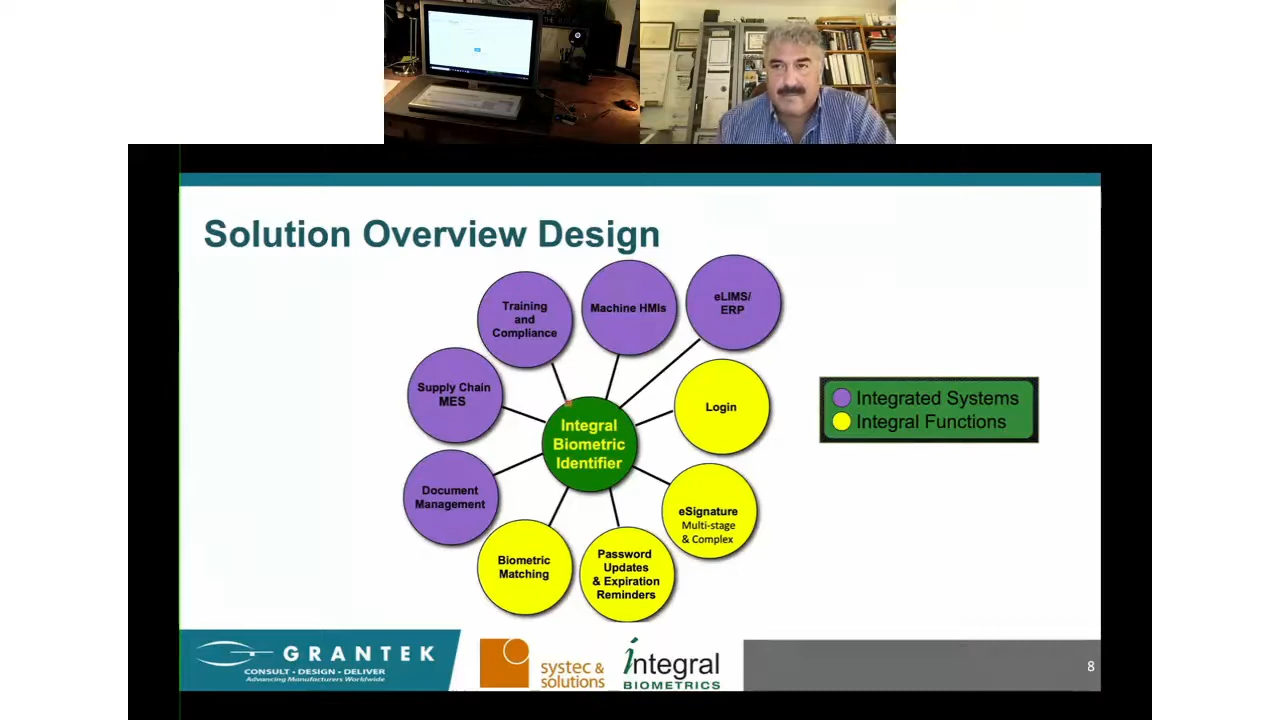 Solution Overview Design
Training
and
Compliance
Machine HMIs
eLIMS/
ERP
Supply Chain
MES
Login
Integral
Biometric
Identifier
Integrated Systems
Integral Functions
Document
Management
eSignature
Multi-stage
& Complex
Biometric
Matching
Password
Updates
& Expiration
Reminders
GRANTEK
CONSULT • DESIGN • DELIVER
Advancing Manufacturers Worldwide
systec &
solutions
integral
BIOMETRICS
8